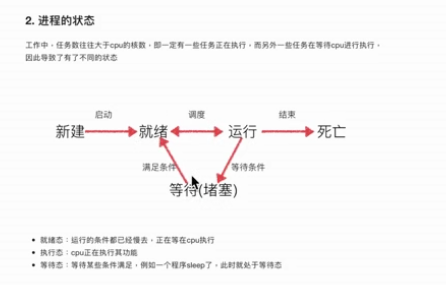 2. 进程的状态
工作中，任务数往往大于cpu的核数，即一定有一些任务正在执行，而另外一些任务在等待cpu进行执行，
因此导致了有了不同的状态
启动 调度 结束
新建 就绪 运行 死亡
满足条件 等待条件
等待(堵塞)
就绪态：运行的条件都已经慢去，正在等在cpu执行
执行态：cpu正在执行其功能
等待态：等待某些条件满足，例如一个程序sleep了，此时就处于等待态